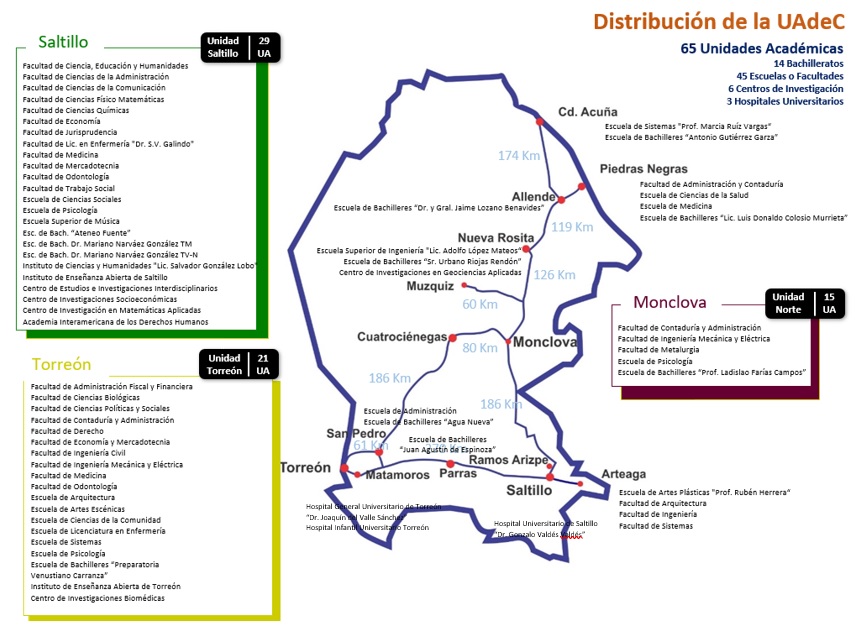 Distribución de la UAdeC
65 Unidades Académicas
14 Bachilleratos
45 Escuelas o Facultades
6 Centros de Investigación
3 Hospitales Universitarios
Saltillo
Unidad Saltillo
29 UA
Facultad de Ciencia, Educación y Humanidades
Facultad de Ciencias de la Administración
Facultad de Ciencias de la Comunicación
Facultad de Ciencias Físico Matemáticas
Facultad de Ciencias Químicas
Facultad de Economía
Facultad de Jurisprudencia
Facultad de Lic. en Enfermería "Dr. S.V. Galindo"
Facultad de Medicina
Facultad de Mercadotecnia
Facultad de Odontología
Facultad de Trabajo Social
Escuela de Ciencias Sociales
Escuela de Psicología
Escuela Superior de Música
Esc. de Bach. "Ateneo Fuente"
Esc. de Bach. Dr. Mariano Narváez González TM
Esc. de Bach. Dr. Mariano Narváez González TV-N
Instituto de Ciencias y Humanidades "Lic. Salvador González Lobo"
Instituto de Enseñanza Abierta de Saltillo
Centro de Estudios e Investigaciones Interdisciplinarios
Centro de Investigaciones Socioeconómicas
Centro de Investigación en Matemáticas Aplicadas
Academia Interamericana de los Derechos Humanos
Torreón
Unidad Torreón
21 UA
Facultad de Administración Fiscal y Financiera
Facultad de Ciencias Biológicas
Facultad de Ciencias Políticas y Sociales
Facultad de Contaduría y Administración
Facultad de Derecho
Facultad de Economía y Mercadotecnia
Facultad de Ingeniería Civil
Facultad de Ingeniería Mecánica y Eléctrica
Facultad de Medicina
Facultad de Odontología
Escuela de Arquitectura
Escuela de Artes Escénicas
Escuela de Ciencias de la Comunidad
Escuela de Licenciatura en Enfermería
Escuela de Sistemas
Escuela de Psicología
Escuela de Bachilleres "Preparatoria
Venustiano Carranza"
Instituto de Enseñanza Abierta de Torreón
Centro de Investigaciones Biomédicas
Cd. Acuña
Escuela de Sistemas "Prof. Marcia Ruíz Vargas"
Escuela de Bachilleres "Antonio Gutiérrez Garza"
174 Km
Piedras Negras
Facultad de Administración y Contaduría
Escuela de Ciencias de la Salud
Escuela de Medicina
Escuela de Bachilleres "Lic. Luis Donaldo Colosio Murrieta"
Allende
Escuela de Bachilleres "Dr. y Gral. Jaime Lozano Benavides"
119 Km
Nueva Rosita
Escuela Superior de Ingeniería "Lic. Adolfo López Mateos"
Escuela de Bachilleres "Sr. Urbano Riojas Rendón"
Centro de Investigaciones en Geociencias Aplicadas
126 Km
Muzquiz
60 Km
Cuatrociénegas
80 Km
Monclova
Monclova
Unidad Norte
15 UA
Facultad de Contaduría y Administración
Facultad de Ingeniería Mecánica y Eléctrica
Facultad de Metalurgia
Escuela de Psicología
Escuela de Bachilleres "Prof. Ladislao Farías Campos"
186 Km
186 Km
Escuela de Administración
Escuela de Bachilleres "Agua Nueva"
San Pedro
61 Km
Escuela de Bachilleres
"Juan Agustín de Espinoza"
Torreón
Matamoros
Parras
Ramos Arizpe
Saltillo
Arteaga
Escuela de Artes Plásticas "Prof. Rubén Herrera"
Facultad de Arquitectura
Facultad de Ingeniería
Facultad de Sistemas
Hospital General Universitario de Torreón
"Dr. Joaquín del Valle Sánchez"
Hospital Infantil Universitario Torreón
Hospital Universitario de Saltillo
"Dr. Gonzalo Valdés Valdés"